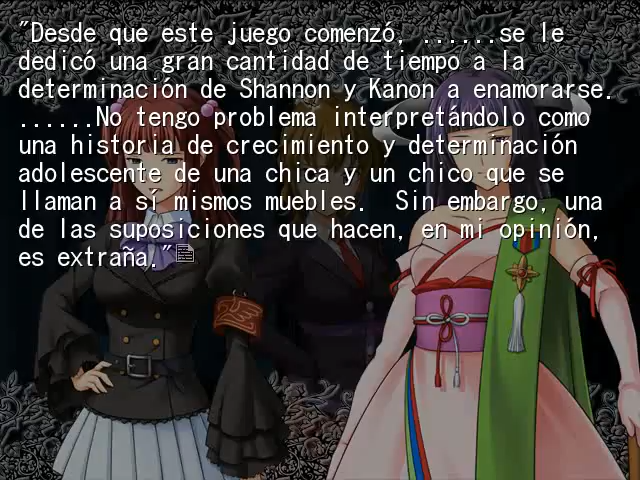 "Desde que este juego comenzó, ......se le
dedicó una gran cantidad de tiempo a la
determinación de Shannon y Kanon a enamorarse.
......No tengo problema interpretándolo como
una historia de crecimiento y determinación
adolescente de una chica y un chico que se
llaman a sí mismos muebles.  Sin embargo, una
de las suposiciones que hacen, en mi opinión,
es extraña."